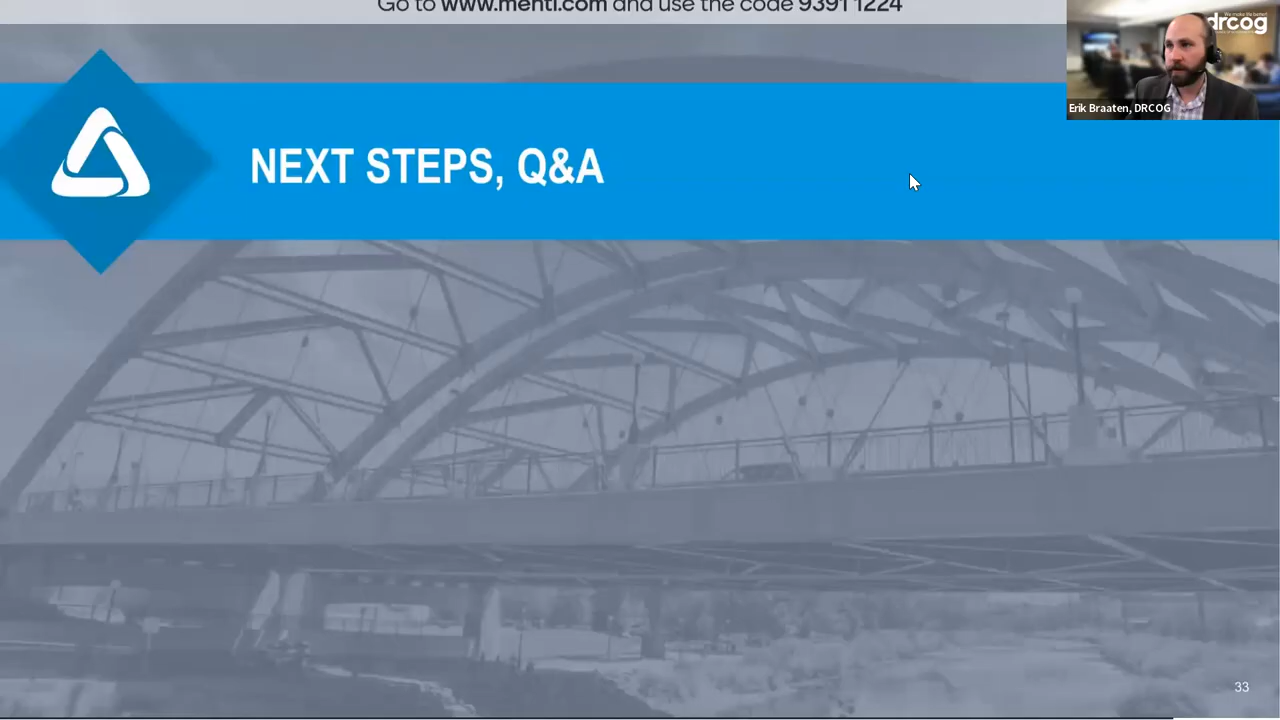 Go to www.menti.com and use the code 9391 1224
drcog
Erik Braaten, DRCOG
NEXT STEPS, Q&A
33